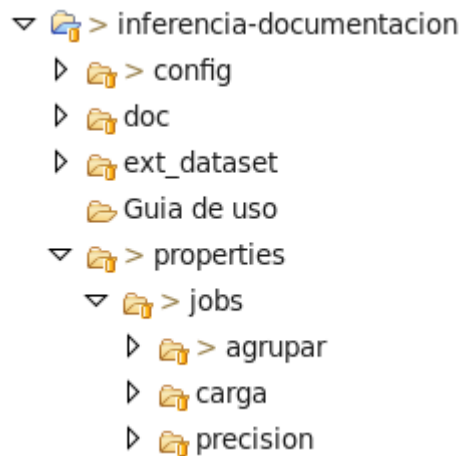 > inferencia-documentacion
> config
doc
ext_dataset
Guia de uso
> properties
> jobs
> agrupar
carga
precision